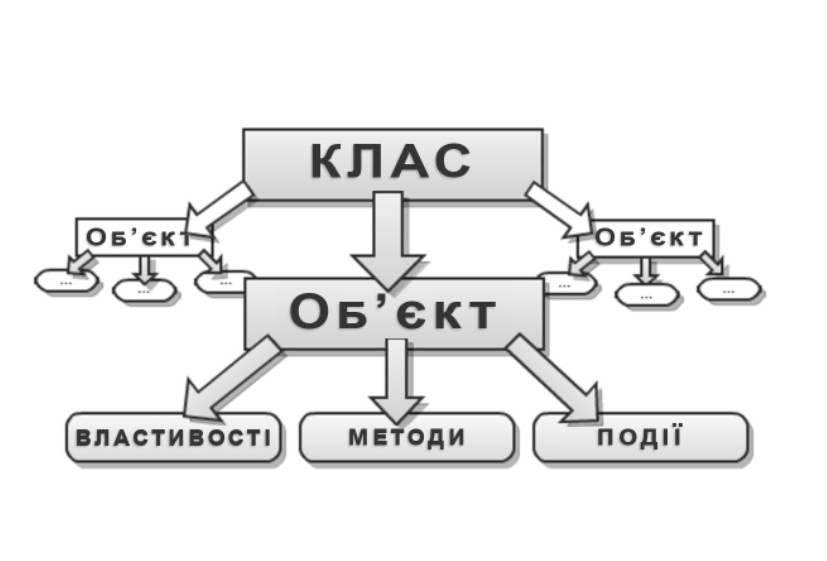 КЛАС
Об’єкт
Об’єкт
... ... ...
... ... ...
Об’єкт
ВЛАСТИВОСТІ
МЕТОДИ
ПОДІЇ